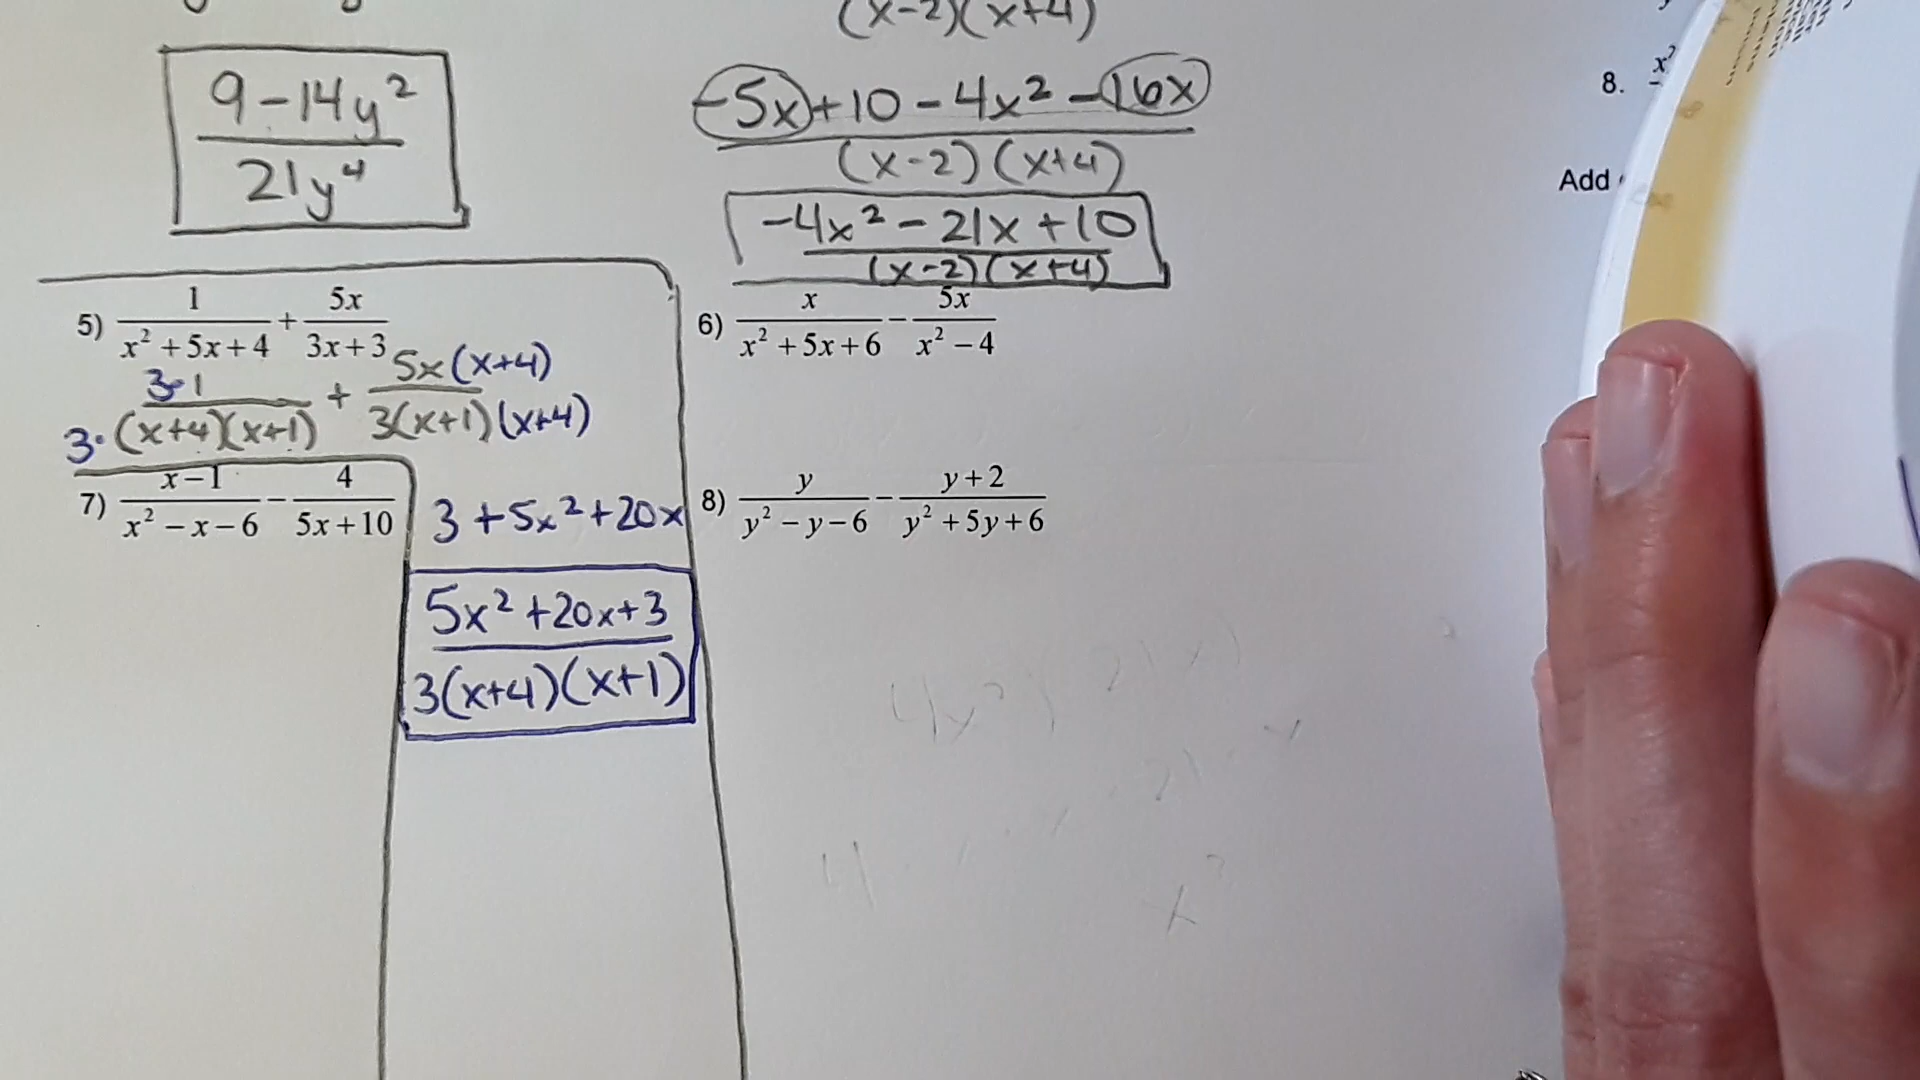 (x-2)(x+4)
9-14y²
21y⁴
-5x+10-4x²-16x
(x-2)(x+4)
-4x²-21x+10
(x-2)(x+4)
8. x²
Add
5) 1/(x²+5x+4) + 5x/(3x+3)
3·1/3·(x+4)(x+1) + 5x(x+4)/3(x+1)(x+4)
6) x/(x²+5x+6) - 5x/(x²-4)
7) (x-1)/(x²-x-6) - 4/(5x+10)
3+5x²+20x
5x²+20x+3
3(x+4)(x+1)
8) y/(y²-y-6) - (y+2)/(y²+5y+6)